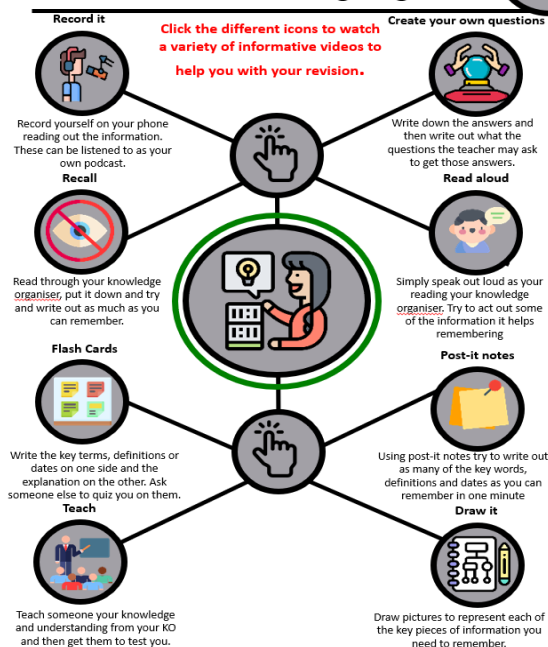 Record it
Click the different icons to watch
a variety of informative videos to
help you with your revision.
Create your own questions
Record yourself on your phone
reading out the information.
These can be listened to as your
own podcast.
Write down the answers and
then write out what the
questions the teacher may ask
to get those answers.
Recall
Read aloud
Read through your knowledge
organiser, put it down and try
and write out as much as you
can remember.
Simply speak out loud as your
reading your knowledge
organiser. Try to act out some
of the information it helps
remembering
Flash Cards
Post-it notes
Write the key terms, definitions or
dates on one side and the
explanation on the other. Ask
someone else to quiz you on them.
Using post-it notes try to write out
as many of the key words,
definitions and dates as you can
remember in one minute
Teach
Draw it
Teach someone your knowledge
and understanding from your KO
and then get them to test you.
Draw pictures to represent each of
the key pieces of information you
need to remember.